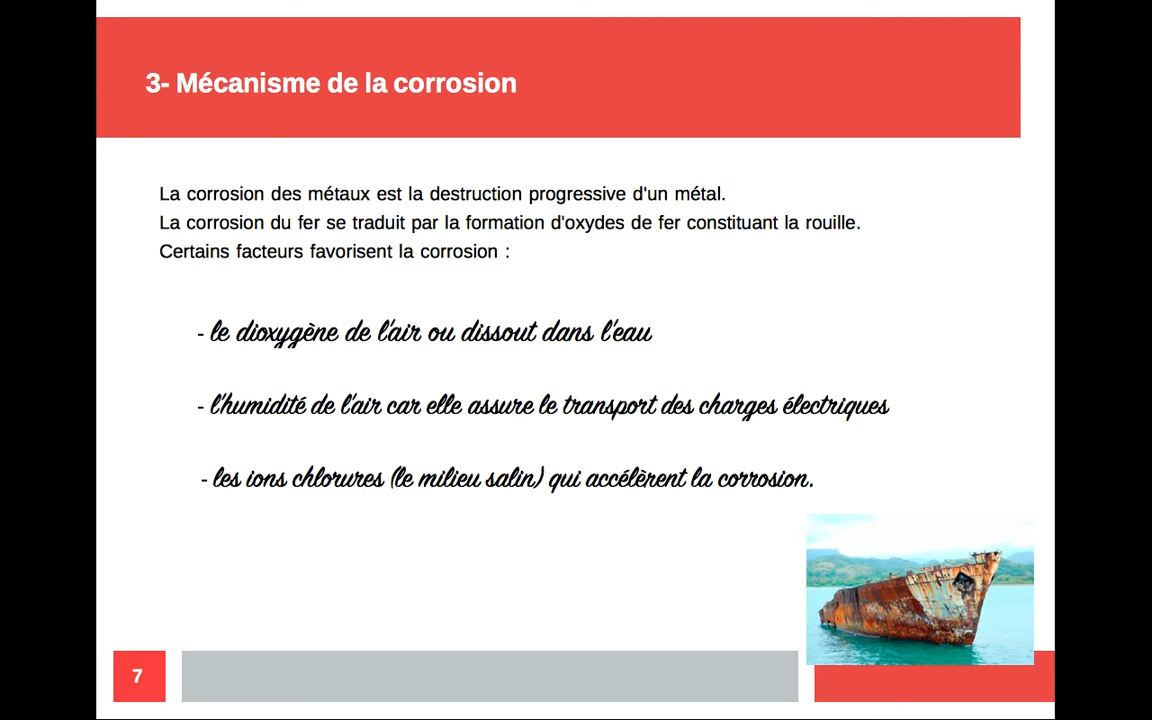 3- Mécanisme de la corrosion
La corrosion des métaux est la destruction progressive d'un métal.
La corrosion du fer se traduit par la formation d'oxydes de fer constituant la rouille.
Certains facteurs favorisent la corrosion :
- le dioxygène de l'air ou dissout dans l'eau
- l'humidité de l'air car elle assure le transport des charges électriques
- les ions chlorures (le milieu salin) qui accélèrent la corrosion.
7